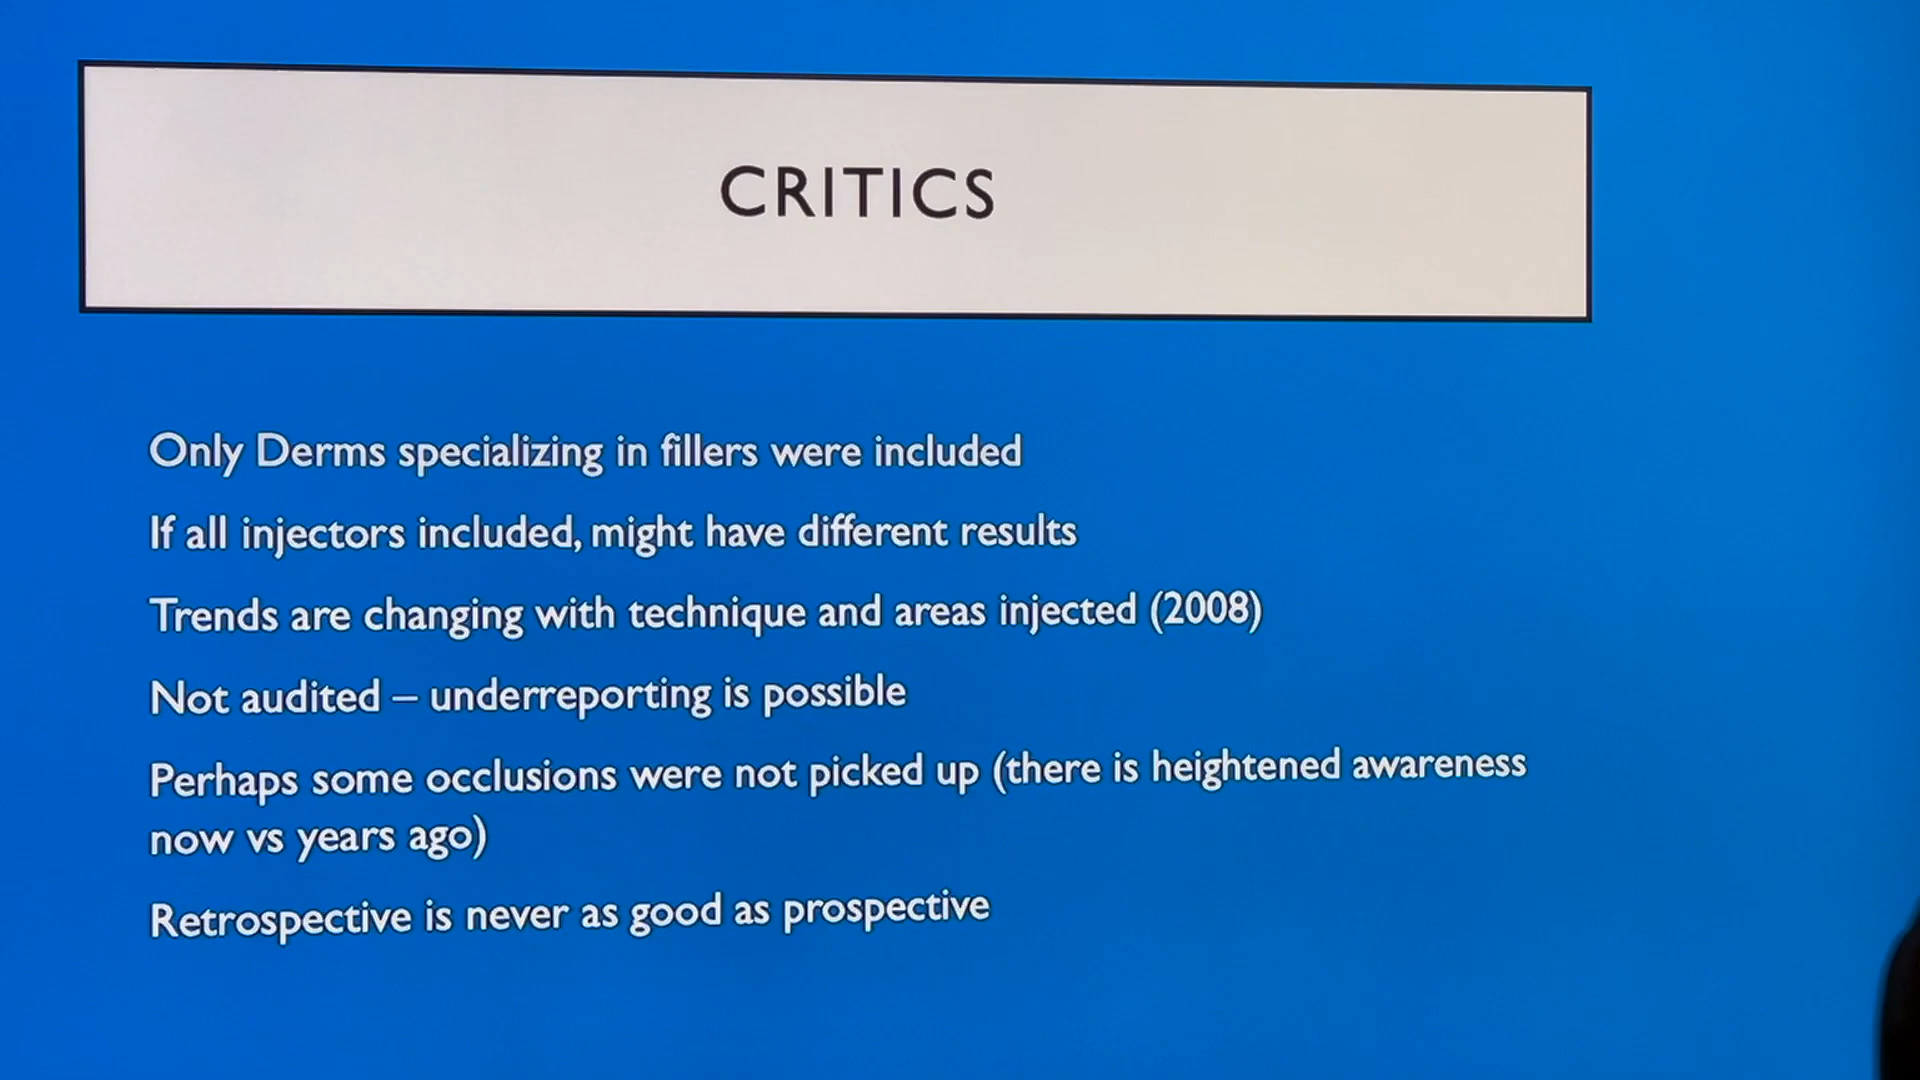 CRITICS
Only Derms specializing in fillers were included
If all injectors included, might have different results
Trends are changing with technique and areas injected (2008)
Not audited – underreporting is possible
Perhaps some occlusions were not picked up (there is heightened awareness
now vs years ago)
Retrospective is never as good as prospective